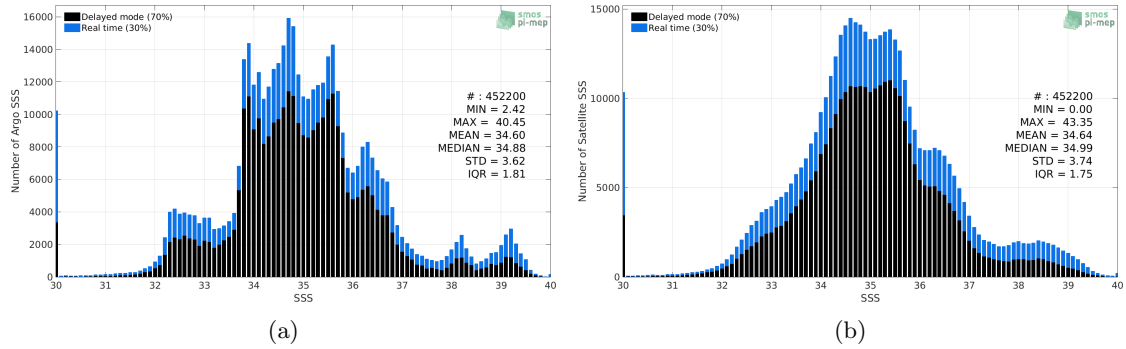 Delayed mode (70%)
Real time (30%)
smos
pi-mep
# : 452200
MIN = 2.42
MAX = 40.45
MEAN = 34.60
MEDIAN = 34.88
STD = 3.62
IQR = 1.81
Number of Argo SSS
16000
14000
12000
10000
8000
6000
4000
2000
0
30 31 32 33 34 35 36 37 38 39 40
SSS
(a)
Delayed mode (70%)
Real time (30%)
smos
pi-mep
# : 452200
MIN = 0.00
MAX = 43.35
MEAN = 34.64
MEDIAN = 34.99
STD = 3.74
IQR = 1.75
Number of Satellite SSS
15000
10000
5000
0
30 31 32 33 34 35 36 37 38 39 40
SSS
(b)